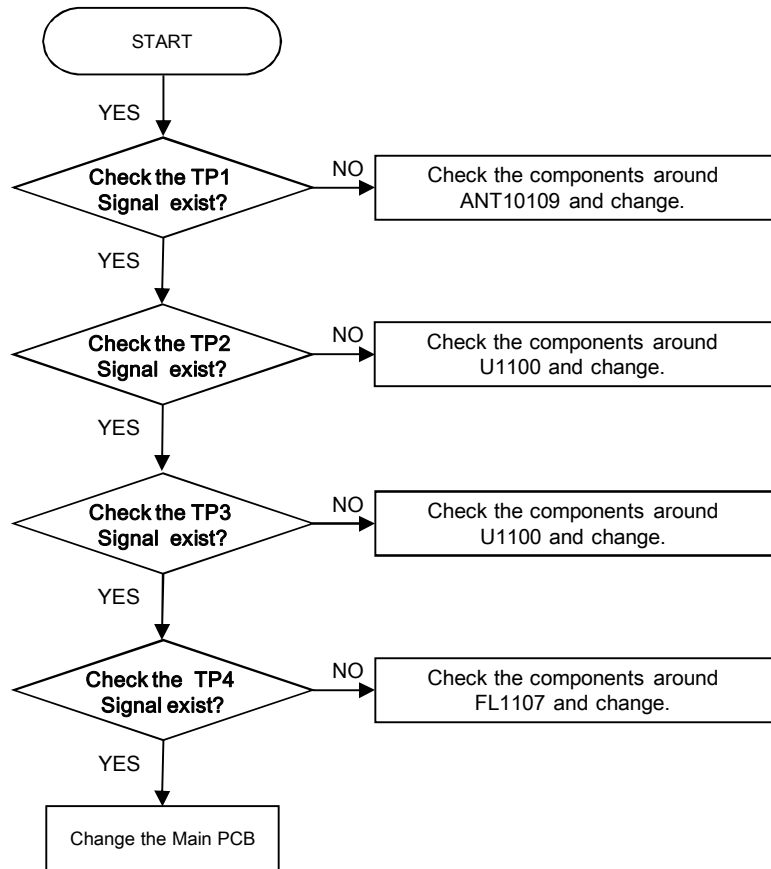 START
YES
Check the TP1
Signal exist?
NO
Check the components around
ANT10109 and change.
YES
Check the TP2
Signal exist?
NO
Check the components around
U1100 and change.
YES
Check the TP3
Signal exist?
NO
Check the components around
U1100 and change.
YES
Check the TP4
Signal exist?
NO
Check the components around
FL1107 and change.
YES
Change the Main PCB